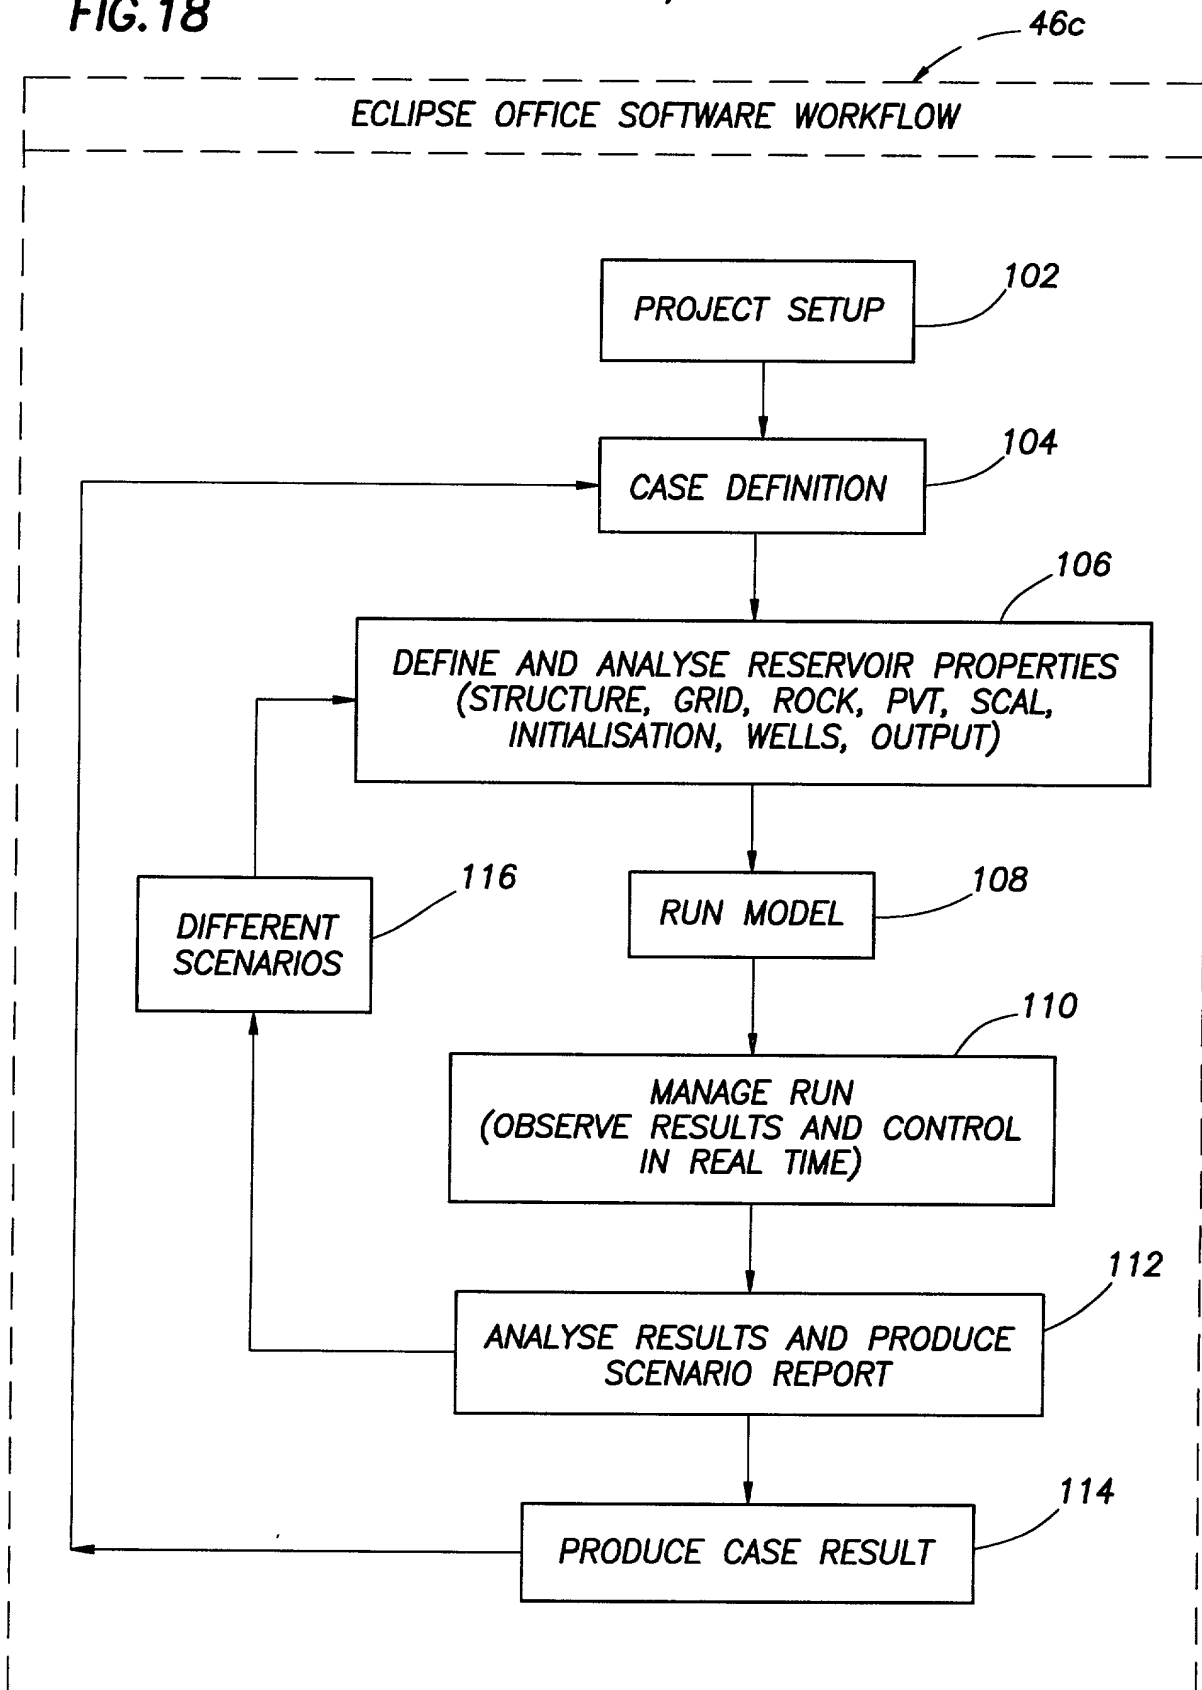 FIG.18
46c
ECLIPSE OFFICE SOFTWARE WORKFLOW
102
PROJECT SETUP
104
CASE DEFINITION
106
DEFINE AND ANALYSE RESERVOIR PROPERTIES
(STRUCTURE, GRID, ROCK, PVT, SCAL,
INITIALISATION, WELLS, OUTPUT)
116
DIFFERENT
SCENARIOS
108
RUN MODEL
110
MANAGE RUN
(OBSERVE RESULTS AND CONTROL
IN REAL TIME)
112
ANALYSE RESULTS AND PRODUCE
SCENARIO REPORT
114
PRODUCE CASE RESULT